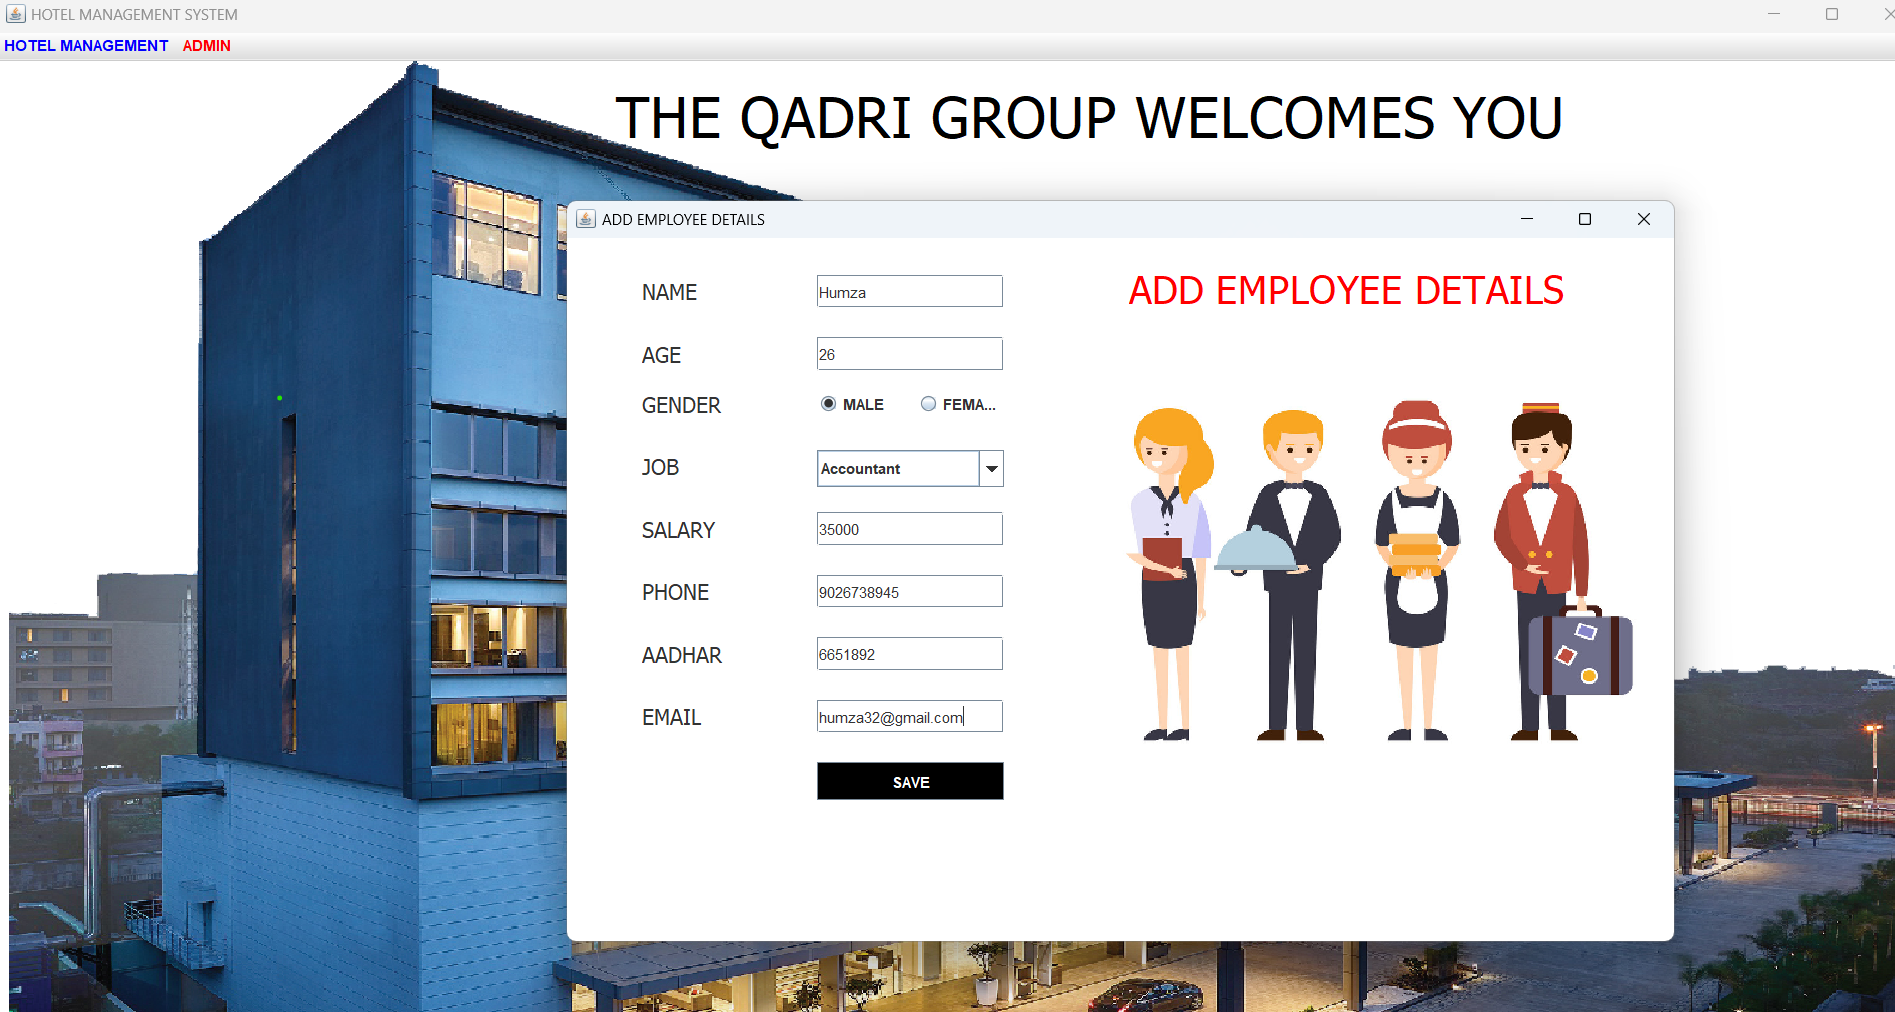 HOTEL MANAGEMENT SYSTEM
HOTEL MANAGEMENT ADMIN
THE QADRI GROUP WELCOMES YOU
ADD EMPLOYEE DETAILS
ADD EMPLOYEE DETAILS
NAME Humza
AGE 26
GENDER MALE FEMA...
JOB Accountant
SALARY 35000
PHONE 9026738945
AADHAR 6651892
EMAIL humza32@gmail.com
SAVE